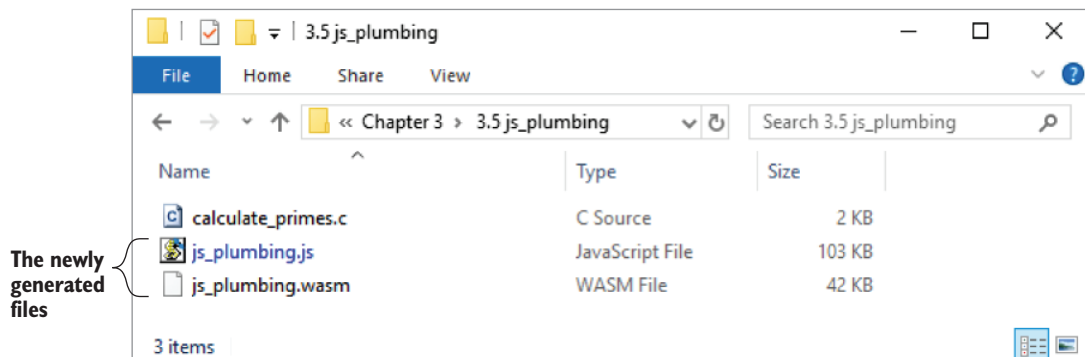 3.5 js_plumbing
File Home Share View
« Chapter 3 › 3.5 js_plumbing Search 3.5 js_plumbing
Name Type Size
calculate_primes.c C Source 2 KB
js_plumbing.js JavaScript File 103 KB
js_plumbing.wasm WASM File 42 KB
The newly
generated
files
3 items